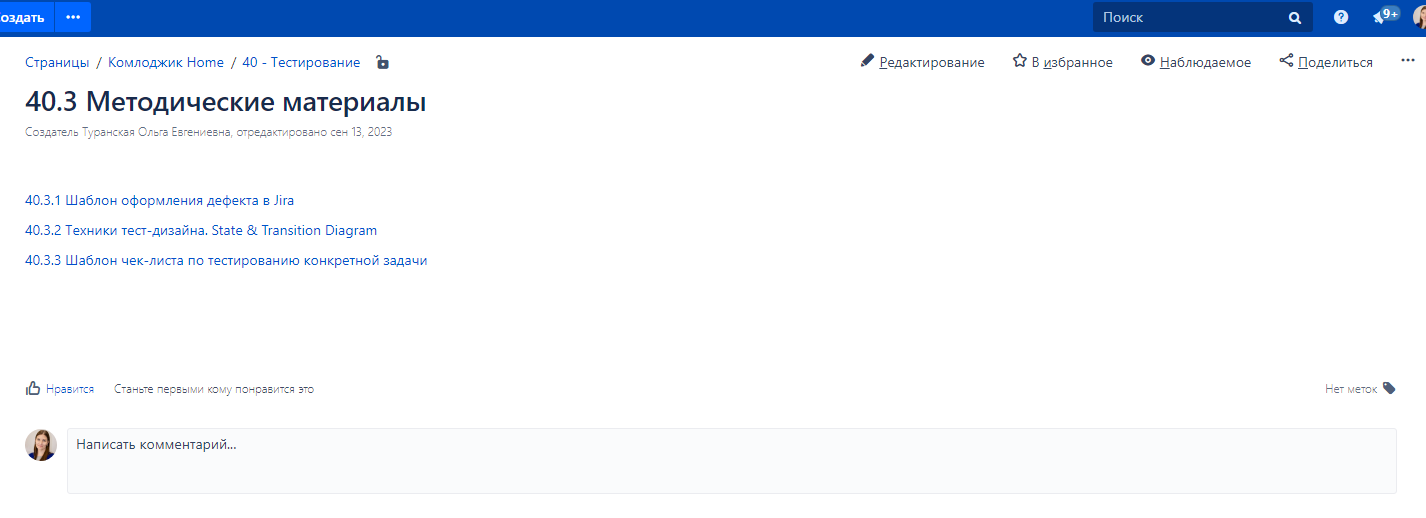 оздать ••• Поиск 9+
Страницы / Комлоджик Home / 40 - Тестирование Редактирование В избранное Наблюдаемое Поделиться •••
40.3 Методические материалы
Создатель Туранская Ольга Евгениевна, отредактировано сен 13, 2023
40.3.1 Шаблон оформления дефекта в Jira
40.3.2 Техники тест-дизайна. State & Transition Diagram
40.3.3 Шаблон чек-листа по тестированию конкретной задачи
Нравится Станьте первыми кому понравится это Нет меток
Написать комментарий...